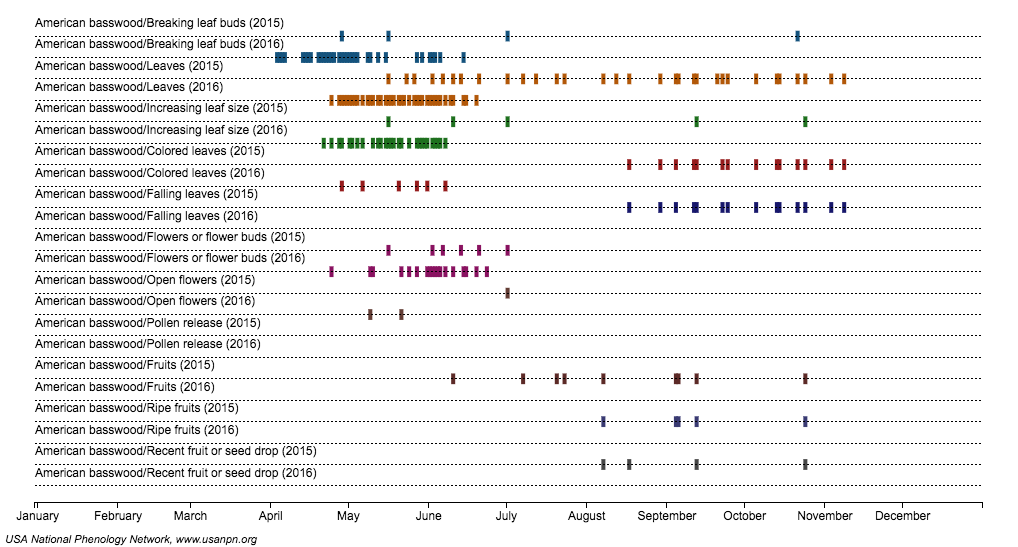 American basswood/Breaking leaf buds (2015)
American basswood/Breaking leaf buds (2016)
American basswood/Leaves (2015)
American basswood/Leaves (2016)
American basswood/Increasing leaf size (2015)
American basswood/Increasing leaf size (2016)
American basswood/Colored leaves (2015)
American basswood/Colored leaves (2016)
American basswood/Falling leaves (2015)
American basswood/Falling leaves (2016)
American basswood/Flowers or flower buds (2015)
American basswood/Flowers or flower buds (2016)
American basswood/Open flowers (2015)
American basswood/Open flowers (2016)
American basswood/Pollen release (2015)
American basswood/Pollen release (2016)
American basswood/Fruits (2015)
American basswood/Fruits (2016)
American basswood/Ripe fruits (2015)
American basswood/Ripe fruits (2016)
American basswood/Recent fruit or seed drop (2015)
American basswood/Recent fruit or seed drop (2016)
January February March April May June July August September October November December
USA National Phenology Network, www.usanpn.org